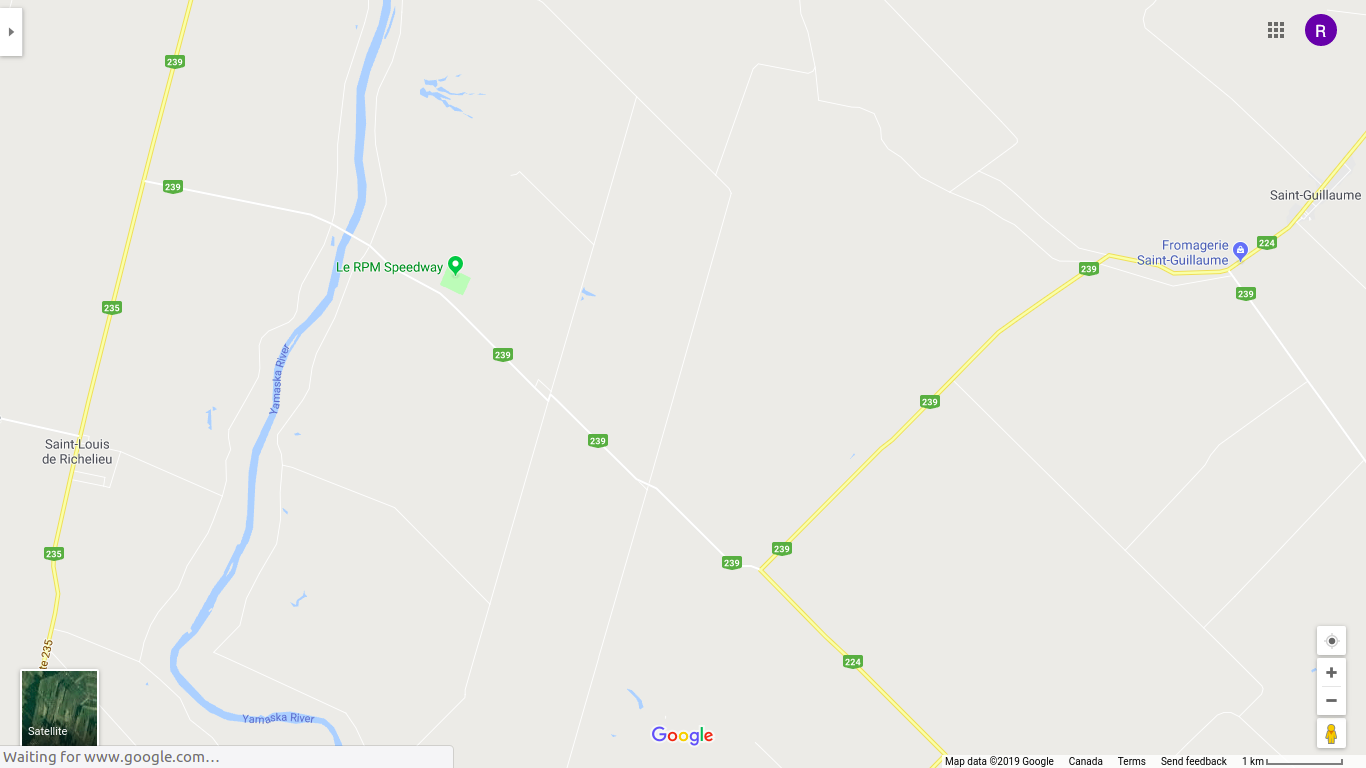 239
R
239
Saint-Guillaume
224
Fromagerie
Saint-Guillaume
239
Le RPM Speedway
239
235
239
Yamaska River
239
239
Saint-Louis
de Richelieu
235
239
239
te 235
224
Yamaska River
Satellite
Google
Waiting for www.google.com…
Map data ©2019 Google
Canada
Terms
Send feedback
1 km